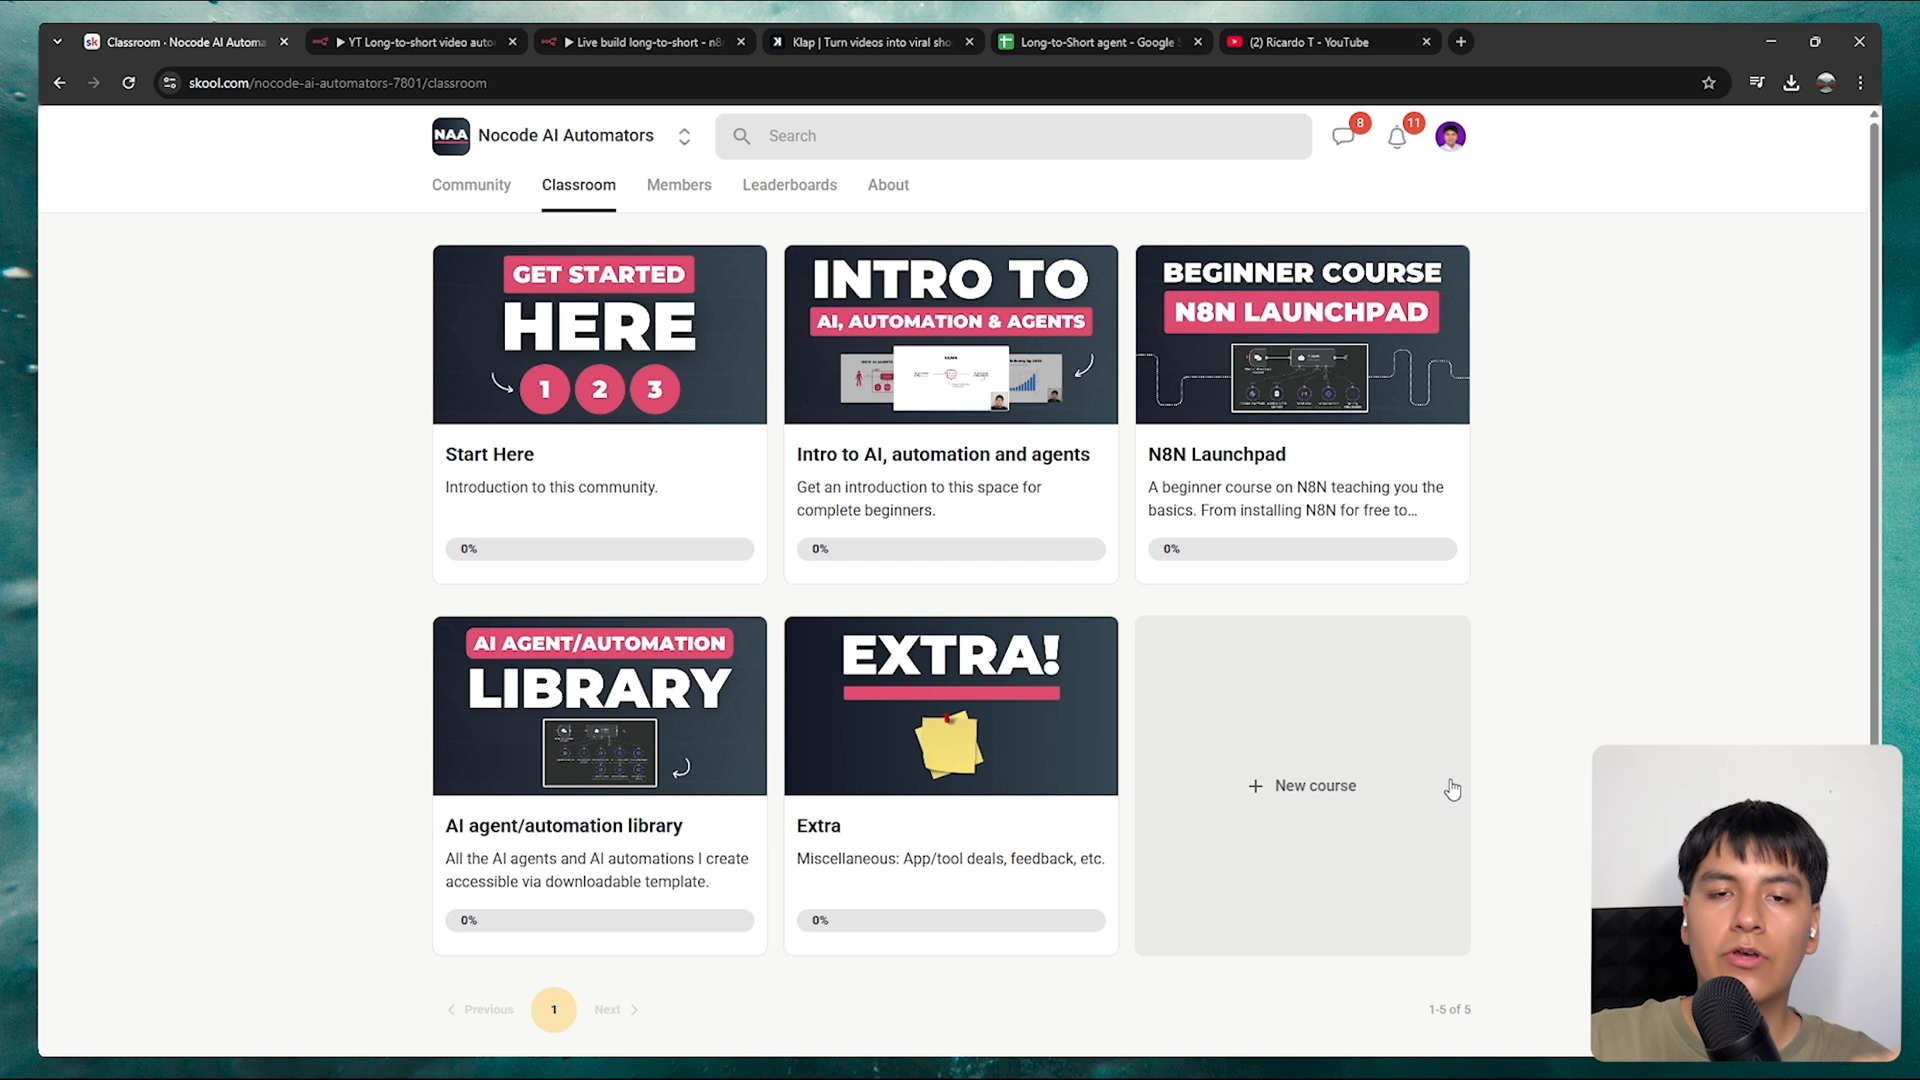 Classroom · Nocode AI Automa
YT Long-to-short video auto
Live build long-to-short - n8
Klap | Turn videos into viral sho
Long-to-Short agent - Google S
(2) Ricardo T - YouTube
skool.com/nocode-ai-automators-7801/classroom
NAA
Nocode AI Automators
Search
8
11
Community
Classroom
Members
Leaderboards
About
GET STARTED
HERE
1 2 3
Start Here
Introduction to this community.
0%
INTRO TO
AI, AUTOMATION & AGENTS
Intro to AI, automation and agents
Get an introduction to this space for
complete beginners.
0%
BEGINNER COURSE
N8N LAUNCHPAD
N8N Launchpad
A beginner course on N8N teaching you the
basics. From installing N8N for free to...
0%
AI AGENT/AUTOMATION
LIBRARY
AI agent/automation library
All the AI agents and AI automations I create
accessible via downloadable template.
0%
EXTRA!
Extra
Miscellaneous: App/tool deals, feedback, etc.
0%
+ New course
Previous
1
Next
1-5 of 5